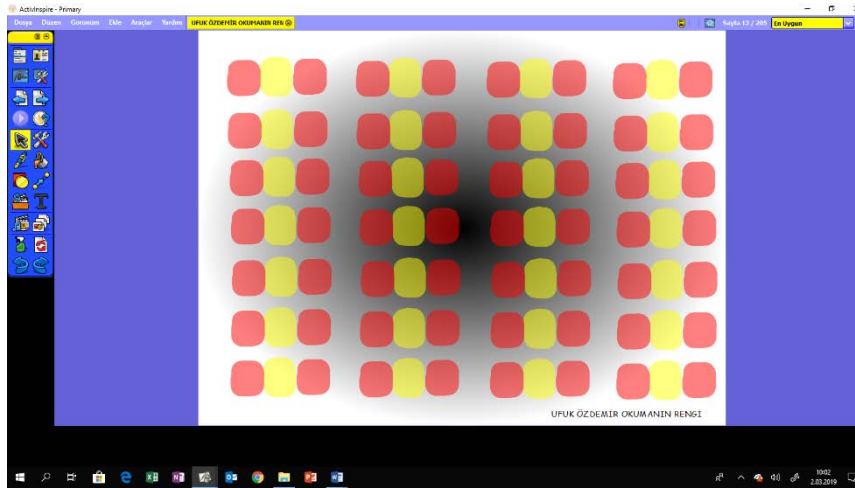 ActivInspire - Primary
Dosya Düzen Görünüm Ekle Araçlar Yardım UFUK ÖZDEMİR OKUMANIN REN
Sayfa 13 / 205 En Uygun
UFUK ÖZDEMİR OKUMANIN RENGİ
10:02
2.03.2019